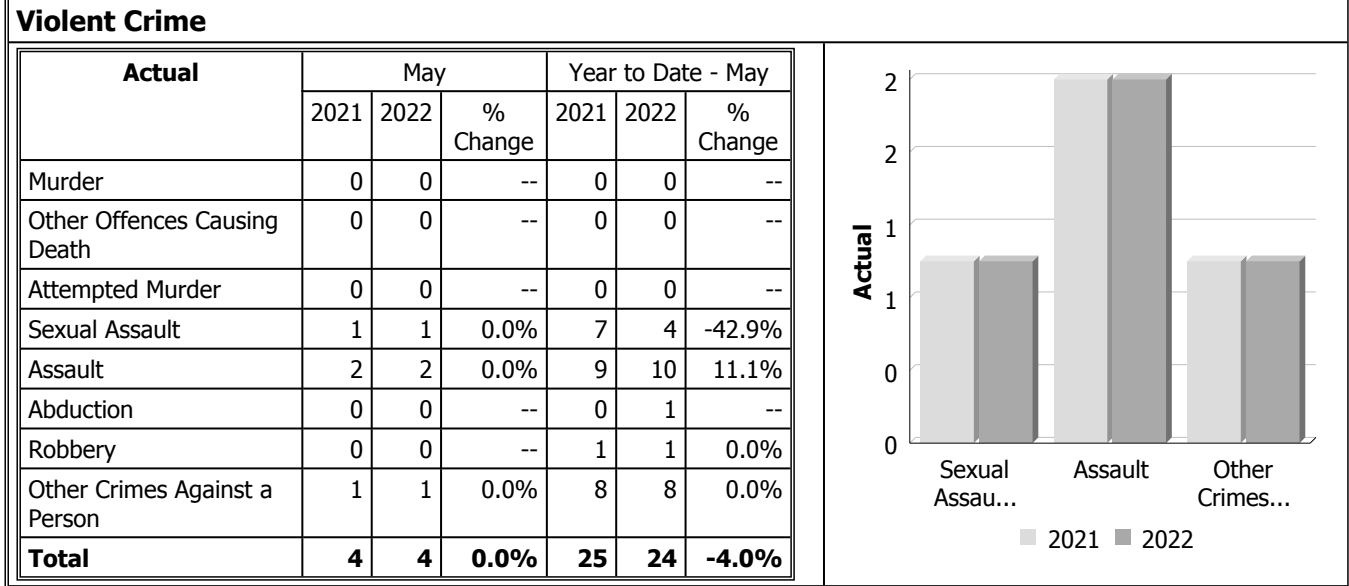 Violent Crime
Actual May Year to Date - May
2021 2022 % Change 2021 2022 % Change
Murder 0 0 -- 0 0 --
Other Offences Causing Death 0 0 -- 0 0 --
Attempted Murder 0 0 -- 0 0 --
Sexual Assault 1 1 0.0% 7 4 -42.9%
Assault 2 2 0.0% 9 10 11.1%
Abduction 0 0 -- 0 1 --
Robbery 0 0 -- 1 1 0.0%
Other Crimes Against a Person 1 1 0.0% 8 8 0.0%
Total 4 4 0.0% 25 24 -4.0%
Actual
2
2
1
1
0
0
Sexual Assau... Assault Other Crimes...
2021 2022